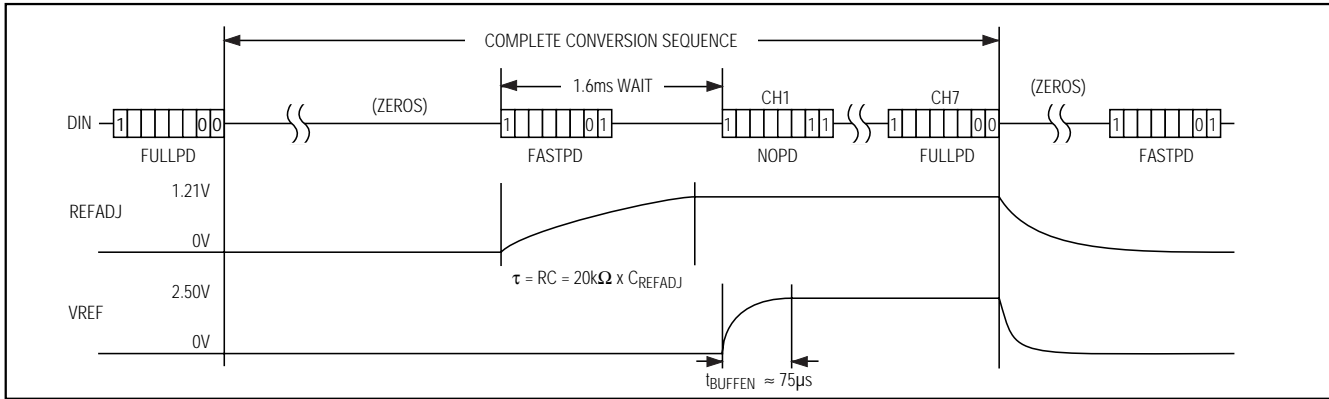 COMPLETE CONVERSION SEQUENCE
1.6ms WAIT
(ZEROS)
CH1
CH7
(ZEROS)
DIN
1 0 0
1 0 1
1 1 1
1 0 0
1 0 1
FULLPD
FASTPD
NOPD
FULLPD
FASTPD
1.21V
REFADJ
0V
τ = RC = 20kΩ x CREFADJ
2.50V
VREF
0V
tBUFFEN ≈ 75µs